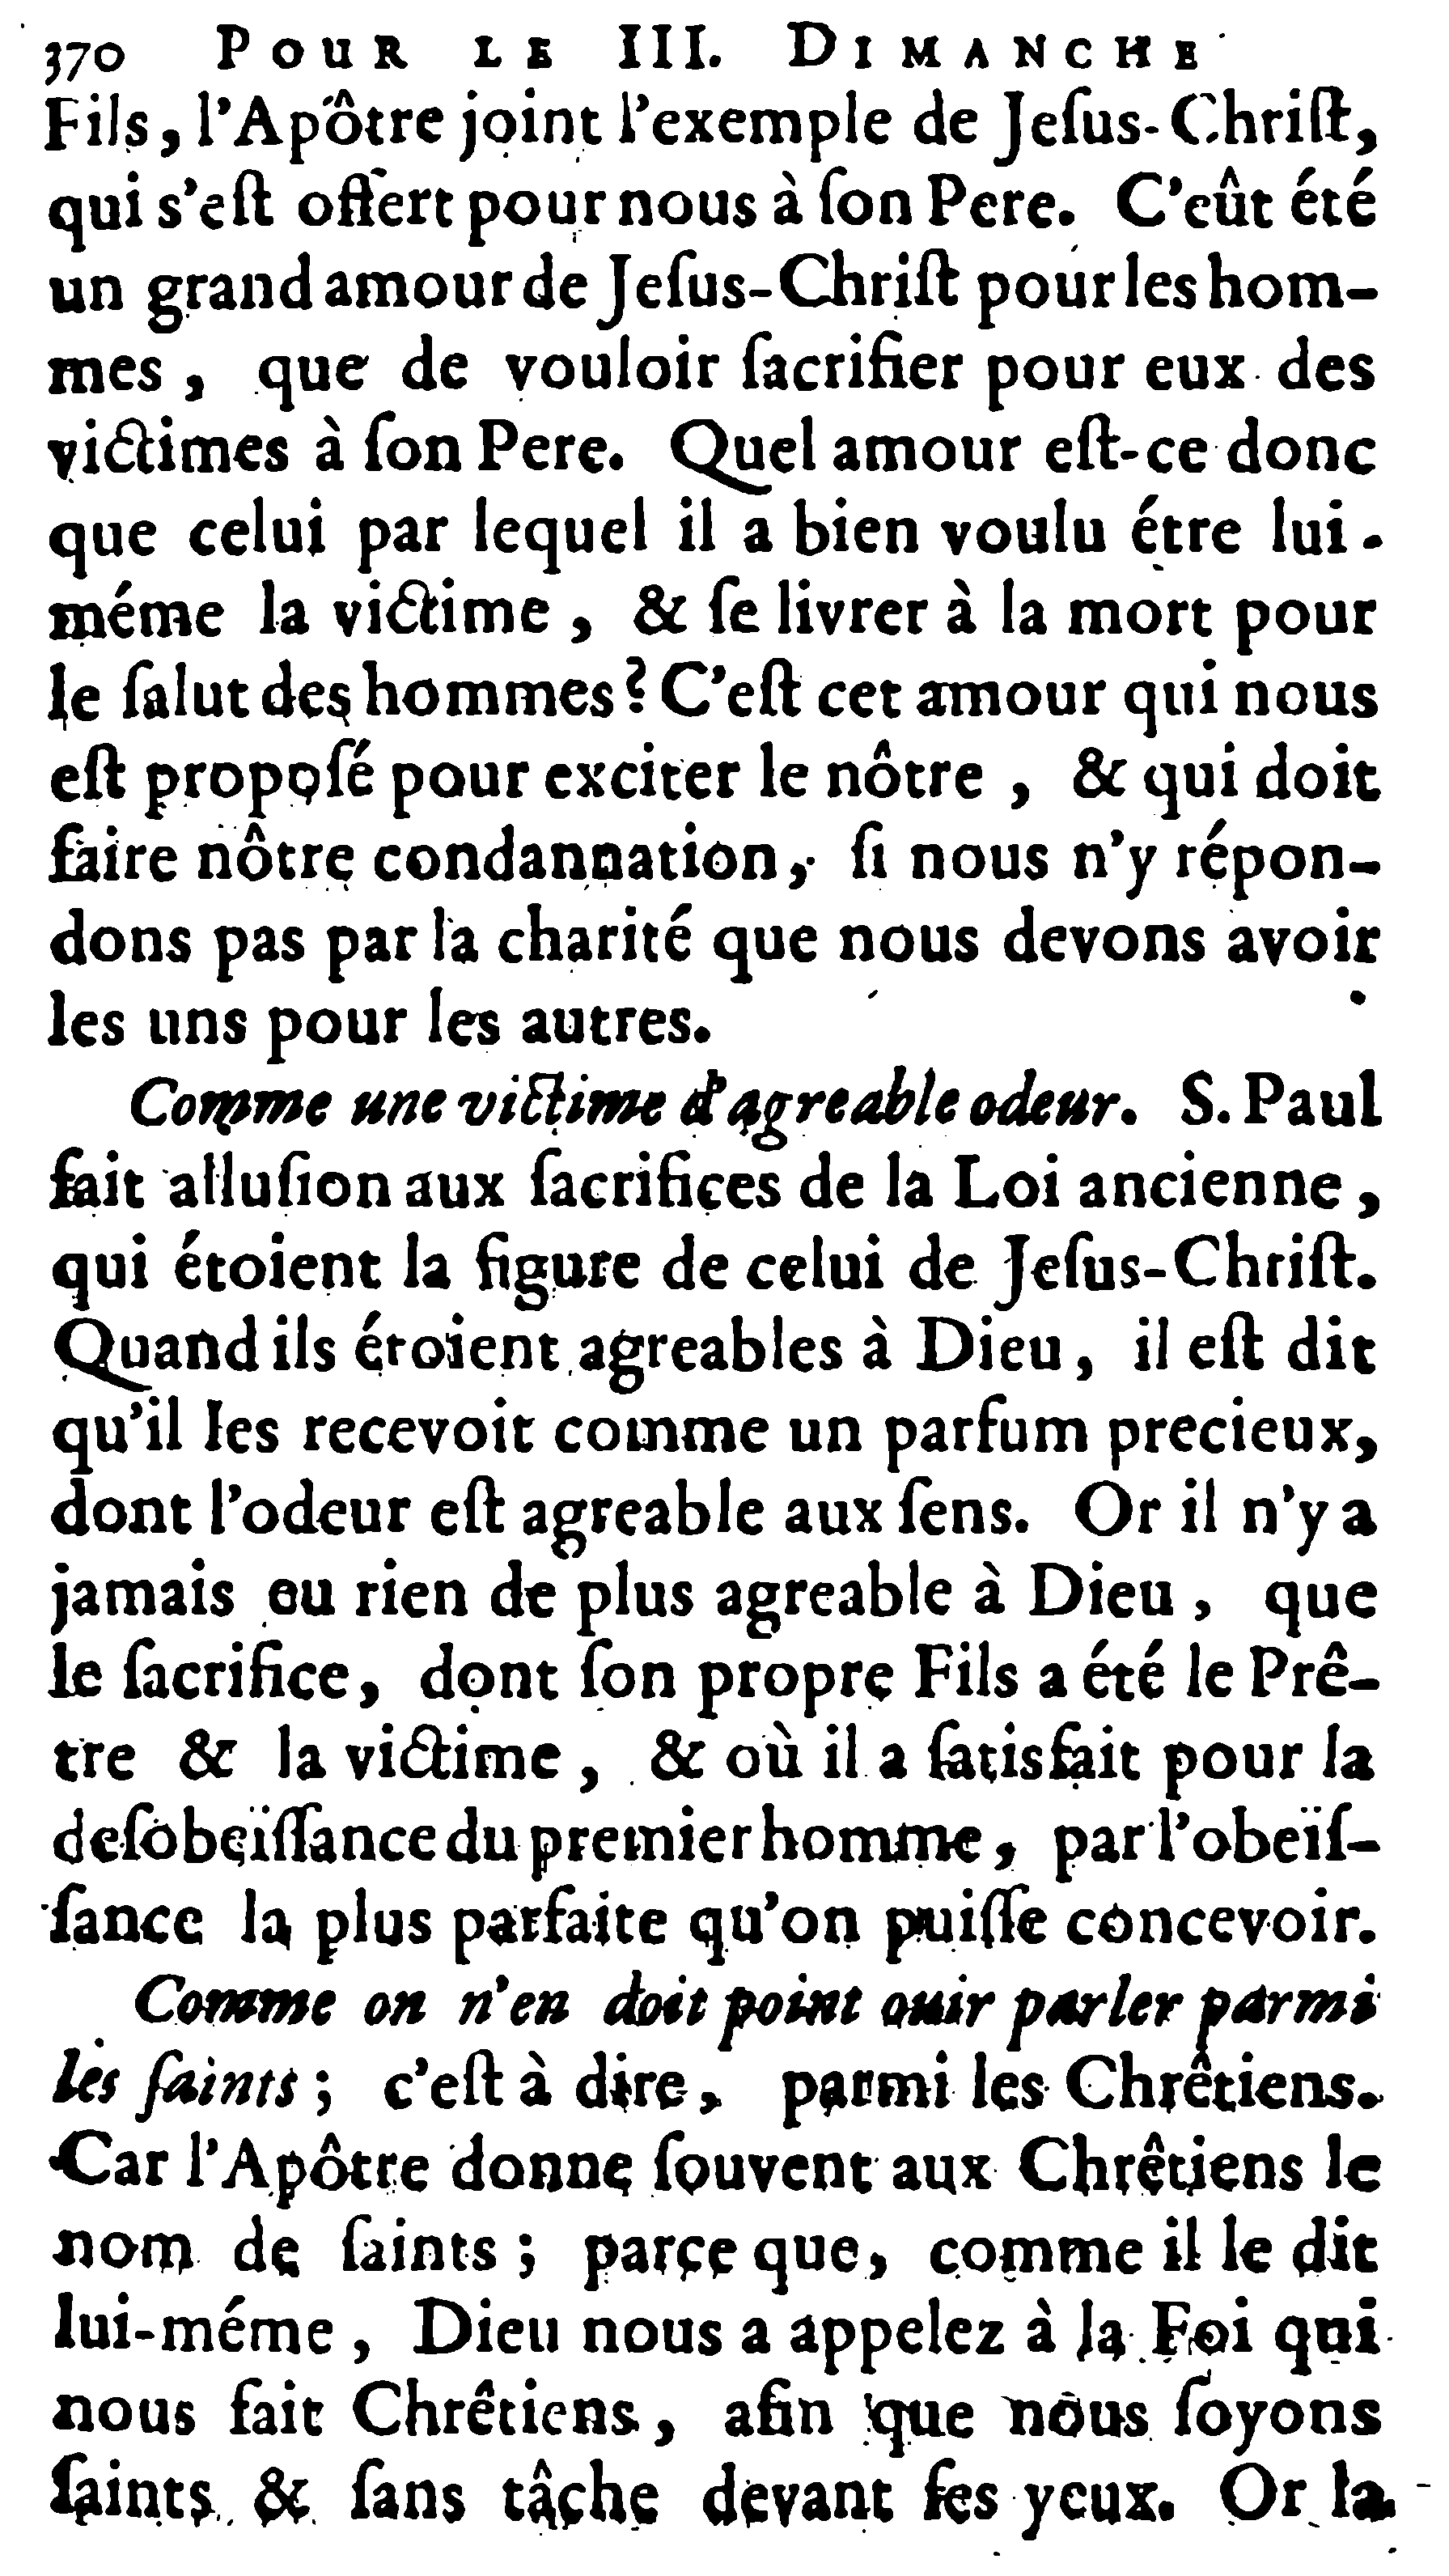 370 POUR LE III. DIMANCHE
Fils, l'Apôtre joint l'exemple de Jeſus-Chriſt,
qui s'eſt offert pour nous à ſon Pere. C'eût été
un grand amour de Jeſus-Chriſt pour les hom-
mes, que de vouloir ſacrifier pour eux des
victimes à ſon Pere. Quel amour eſt-ce donc
que celui par lequel il a bien voulu étre lui-
méme la victime, & ſe livrer à la mort pour
le ſalut des hommes? C'eſt cet amour qui nous
eſt propoſé pour exciter le nôtre, & qui doit
faire nôtre condannation, ſi nous n'y répon-
dons pas par la charité que nous devons avoir
les uns pour les autres.
Comme une victime d'agreable odeur. S. Paul
fait alluſion aux ſacrifices de la Loi ancienne,
qui étoient la figure de celui de Jeſus-Chriſt.
Quand ils étoient agreables à Dieu, il eſt dit
qu'il les recevoit comme un parfum precieux,
dont l'odeur eſt agreable aux ſens. Or il n'y a
jamais eu rien de plus agreable à Dieu, que
le ſacrifice, dont ſon propre Fils a été le Prê-
tre & la victime, & où il a ſatisfait pour la
deſobeïſſance du premier homme, par l'obeïſ-
ſance la plus parfaite qu'on puiſſe concevoir.
Comme on n'en doit point ouir parler parmi
les ſaints; c'eſt à dire, parmi les Chrêtiens.
Car l'Apôtre donne ſouvent aux Chrêtiens le
nom de ſaints; parce que, comme il le dit
lui-méme, Dieu nous a appelez à la Foi qui
nous fait Chrêtiens, afin que nous ſoyons
ſaints & ſans tâche devant ſes yeux. Or la